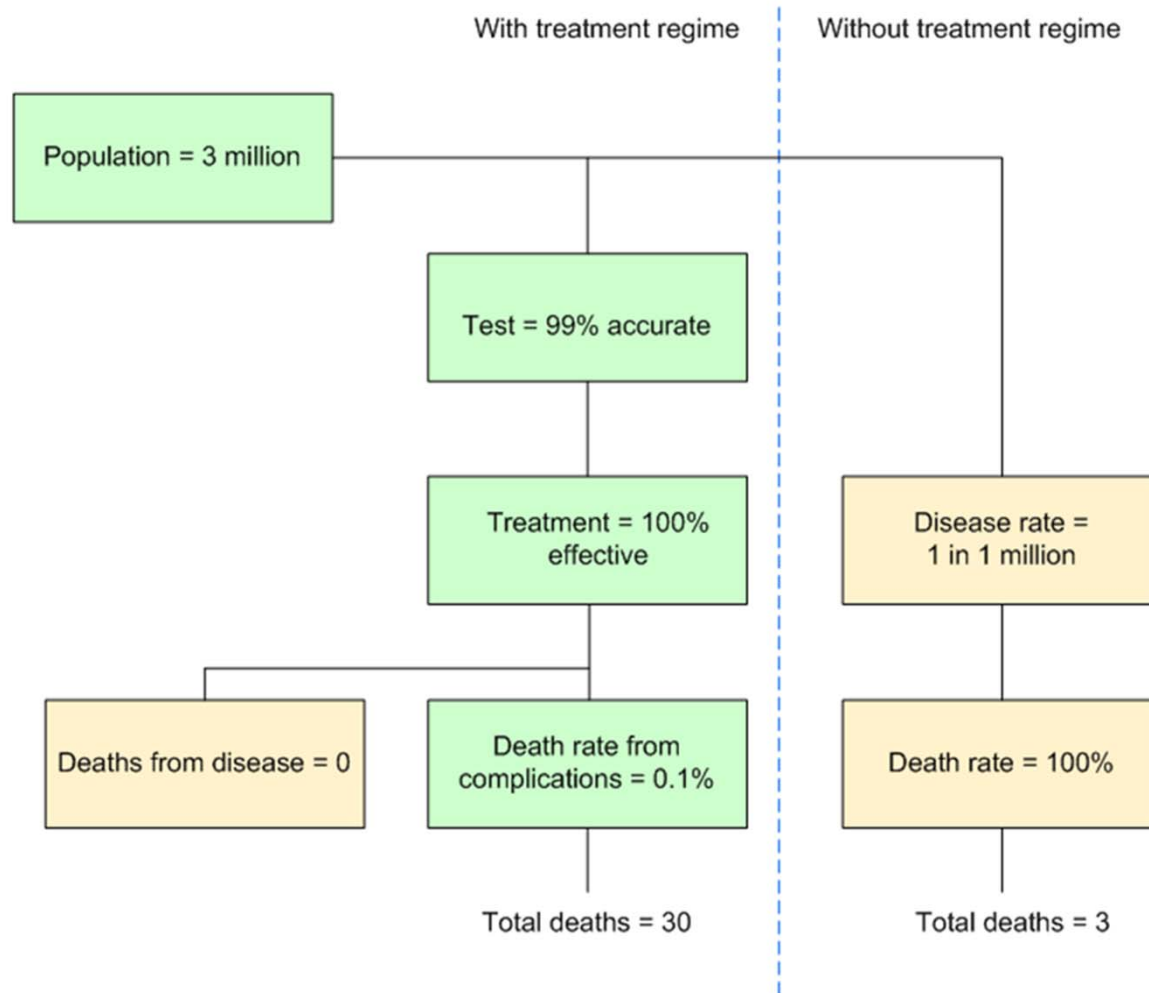 With treatment regime
Without treatment regime
Population = 3 million
Test = 99% accurate
Treatment = 100%
effective
Disease rate =
1 in 1 million
Deaths from disease = 0
Death rate from
complications = 0.1%
Death rate = 100%
Total deaths = 30
Total deaths = 3